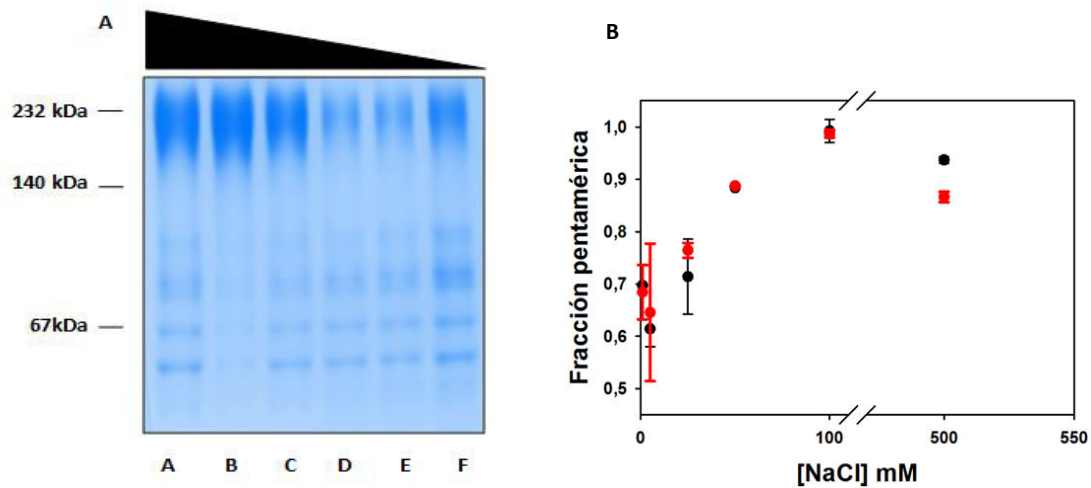 A
232 kDa
140 kDa
67kDa
A B C D E F
B
Fracción pentamérica
1,0
0,9
0,8
0,7
0,6
0,5
0 100 500 550
[NaCl] mM